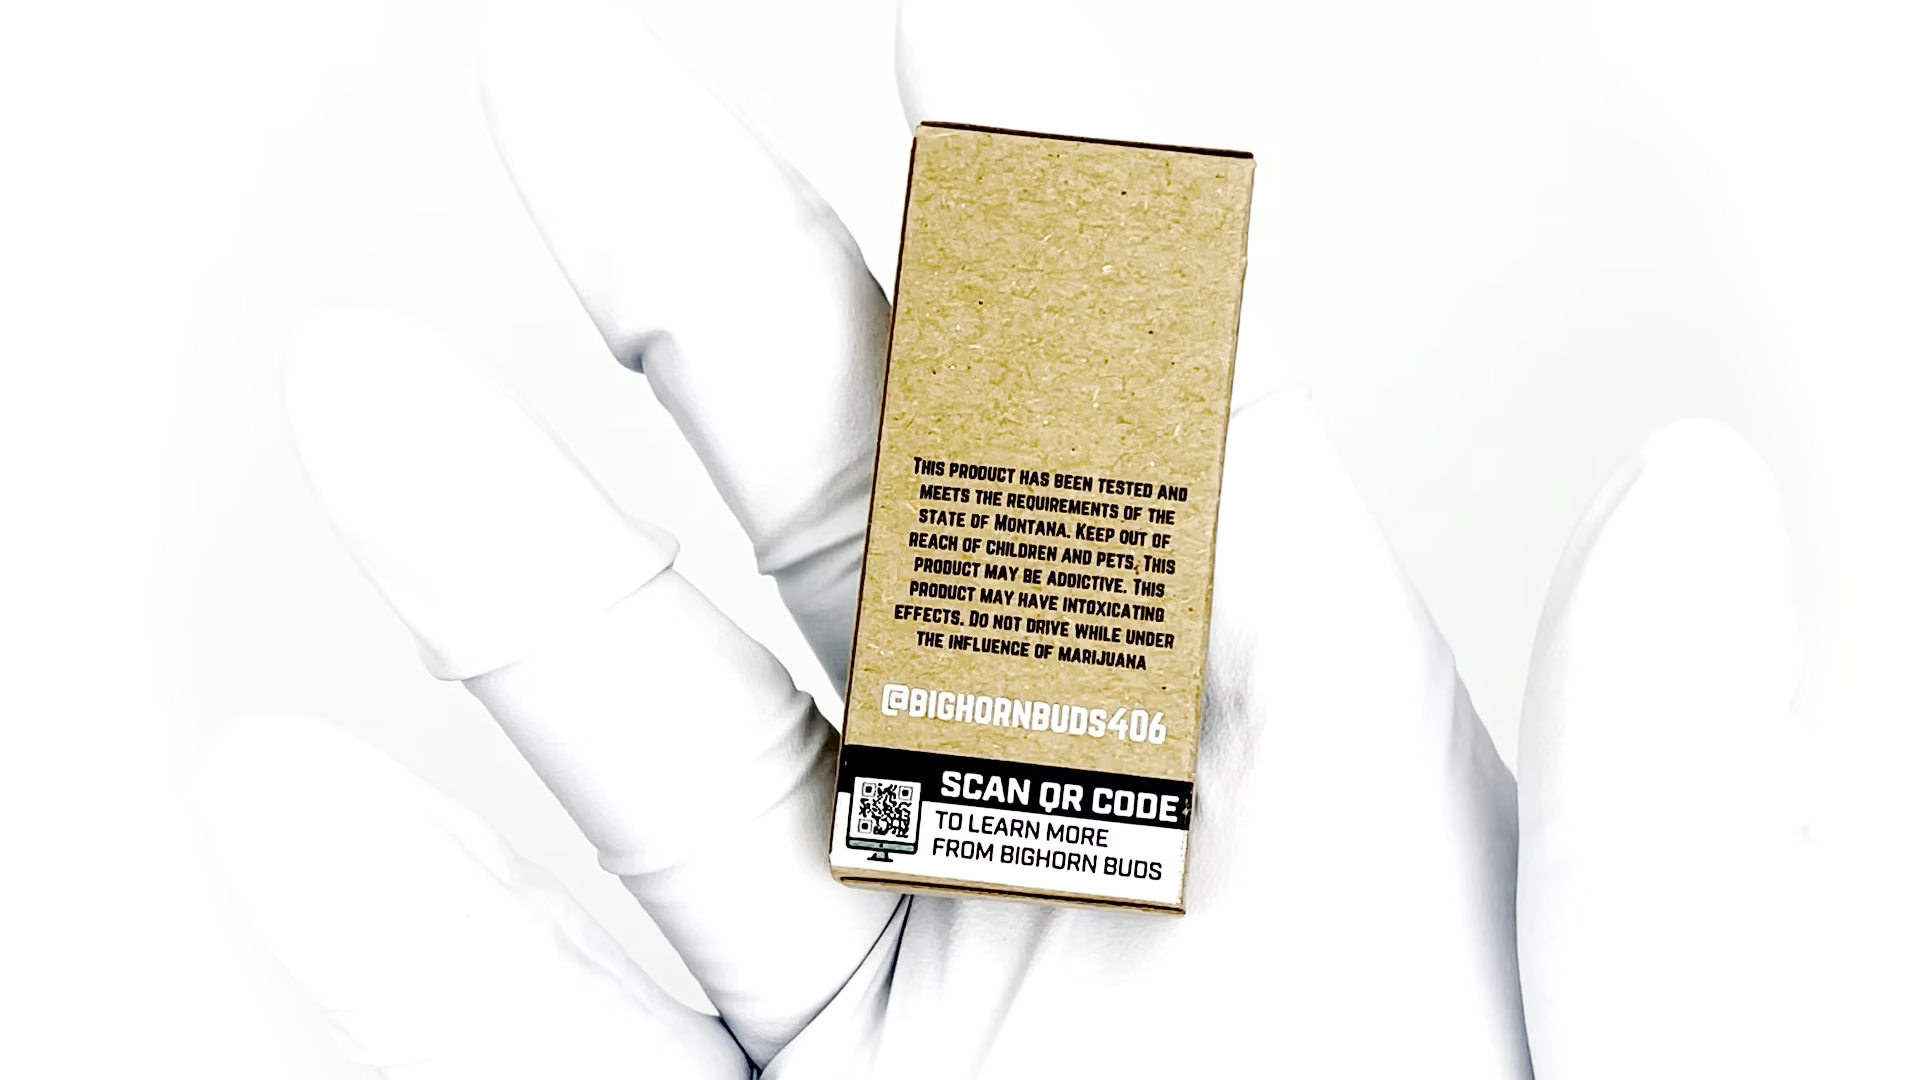 This product has been tested and
meets the requirements of the
state of Montana. Keep out of
reach of children and pets. This
product may be addictive. This
product may have intoxicating
effects. Do not drive while under
the influence of marijuana
@BIGHORNBUDS406
SCAN QR CODE
TO LEARN MORE
FROM BIGHORN BUDS